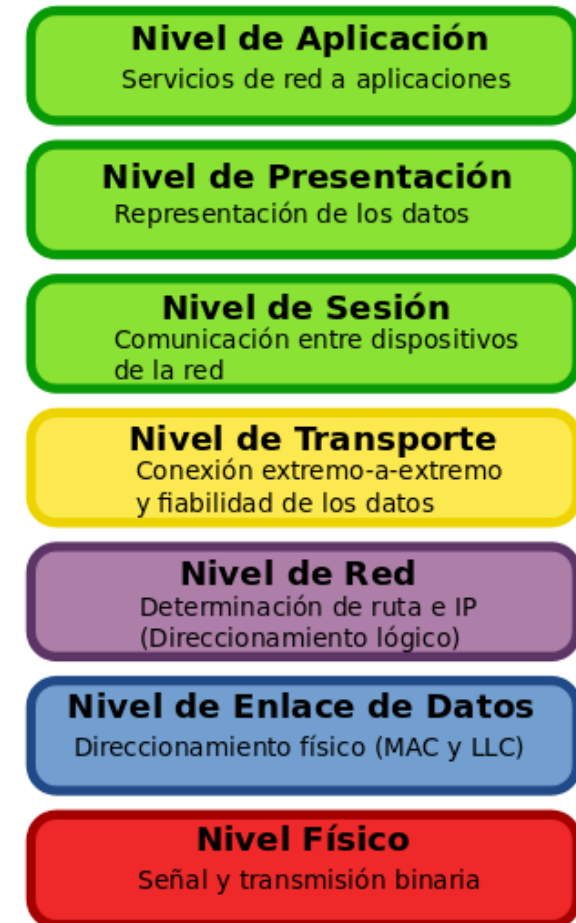 Nivel de Aplicación
Servicios de red a aplicaciones
Nivel de Presentación
Representación de los datos
Nivel de Sesión
Comunicación entre dispositivos
de la red
Nivel de Transporte
Conexión extremo-a-extremo
y fiabilidad de los datos
Nivel de Red
Determinación de ruta e IP
(Direccionamiento lógico)
Nivel de Enlace de Datos
Direccionamiento físico (MAC y LLC)
Nivel Físico
Señal y transmisión binaria